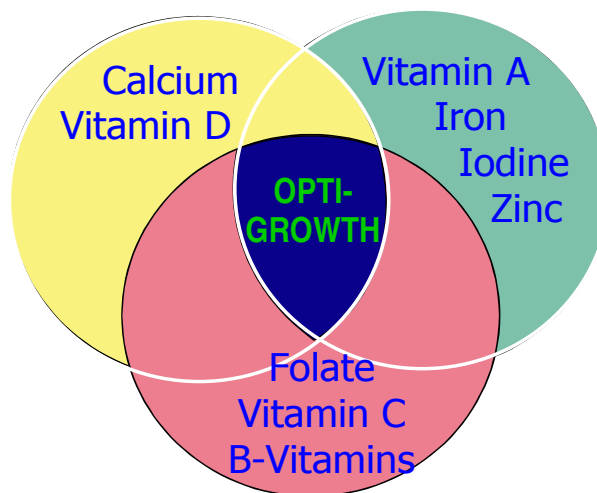 Calcium
Vitamin D
Vitamin A
Iron
Iodine
Zinc
OPTI-
GROWTH
Folate
Vitamin C
B-Vitamins